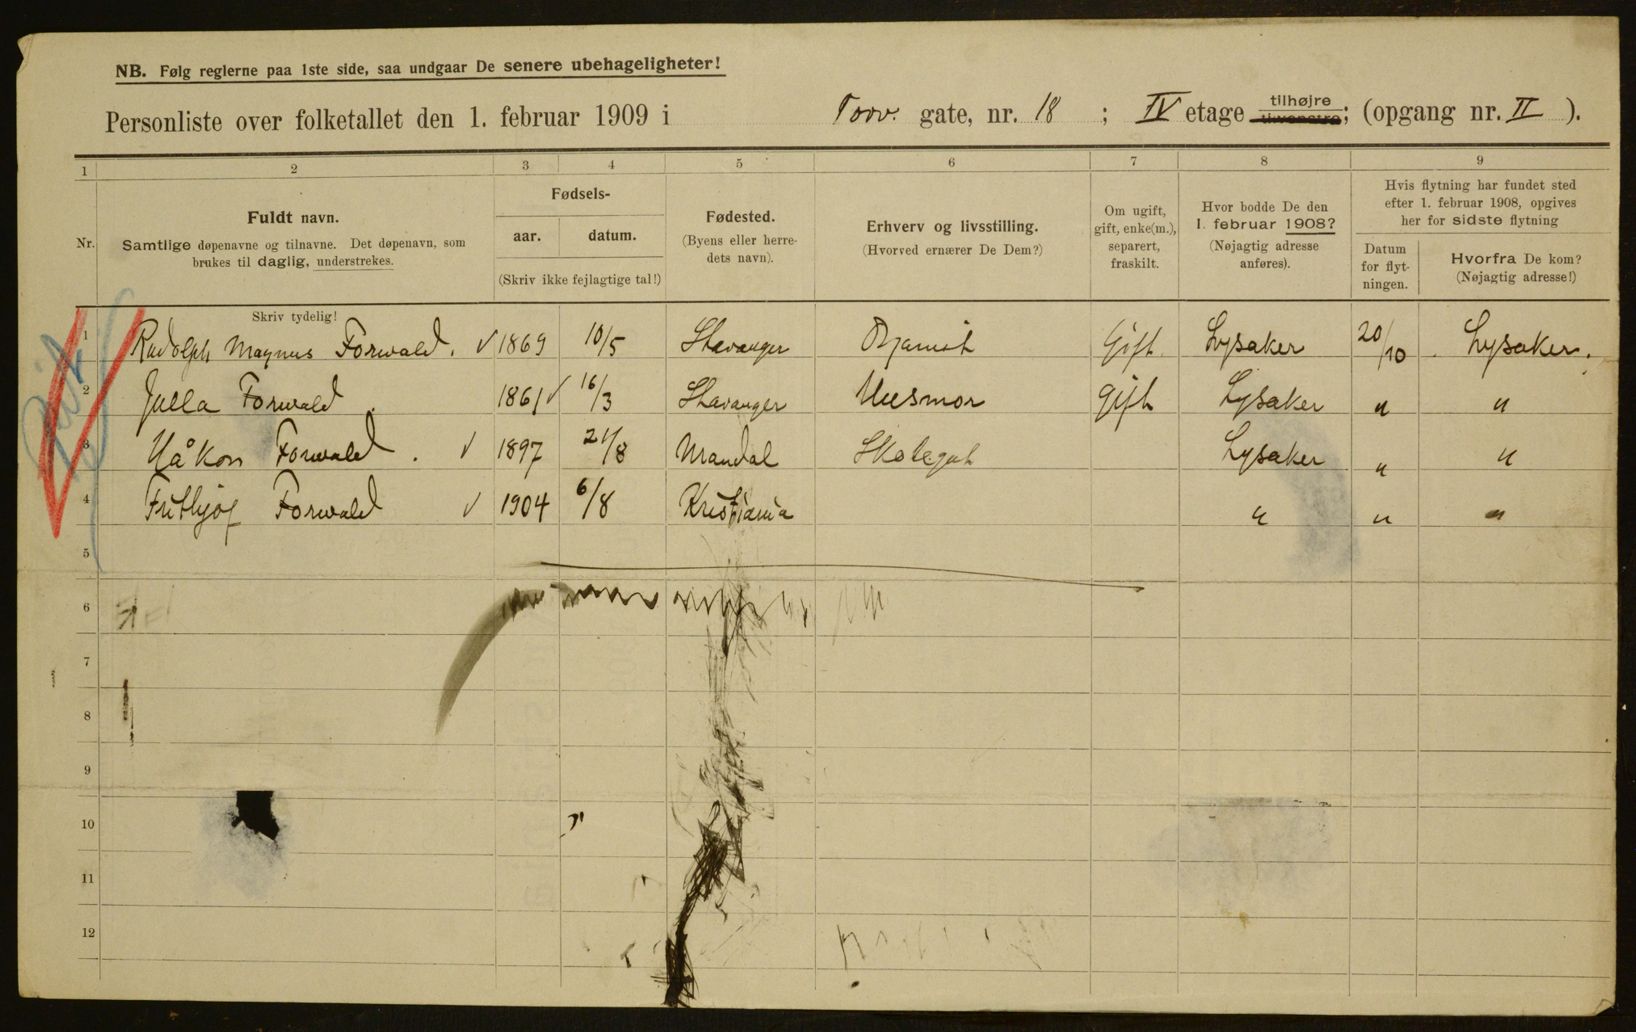 NB. Følg reglerne paa 1ste side, saa undgaar De senere ubehageligheter!
Personliste over folketallet den 1. februar 1909 i Torv. gate, nr. 18 ; IV etage tilhøjre ; (opgang nr. II ).
1 2 3 4 5 6 7 8 9
Nr.
Fuldt navn.
Samtlige døpenavne og tilnavne. Det døpenavn, som
brukes til daglig, understrekes.
Fødsels-
aar. datum.
(Skriv ikke fejlagtige tal!)
Fødested.
(Byens eller herre-
dets navn).
Erhverv og livsstilling.
(Hvorved ernærer De Dem?)
Om ugift,
gift, enke(m.),
separert,
fraskilt.
Hvor bodde De den
1. februar 1908?
(Nøjagtig adresse
anføres).
Hvis flytning har fundet sted
efter 1. februar 1908, opgives
her for sidste flytning
Datum
for flyt-
ningen.
Hvorfra De kom?
(Nøjagtig adresse!)
Skriv tydelig!
1 Rudolph Magnus Forwald. √ 1869 10/5 Stavanger Gift. Lysaker 20/10 Lysaker.
2 Julla Forwald 1861 √ 16/3 Stavanger Husmor Gift Lysaker " "
3 Håkon Forwald. √ 1897 21/8 Mandal Skolegut Lysaker " "
4 Frithjof Forwald √ 1904 6/8 Kristiania " " "
5
6
7
8
9
10
11
12